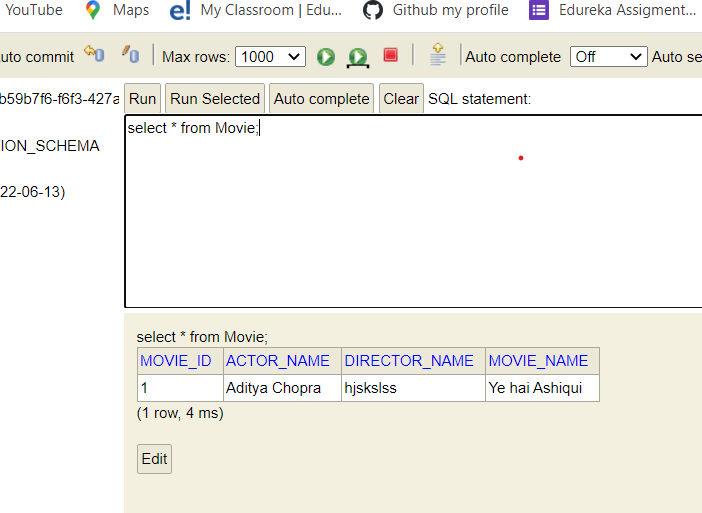 YouTube Maps e! My Classroom | Edu... Github my profile Edureka Assigment...
uto commit Max rows: 1000 Auto complete Off Auto se
b59b7f6-f6f3-427a Run Run Selected Auto complete Clear SQL statement:
select * from Movie;
ION_SCHEMA
22-06-13)
select * from Movie;
MOVIE_ID ACTOR_NAME DIRECTOR_NAME MOVIE_NAME
1 Aditya Chopra hjskslss Ye hai Ashiqui
(1 row, 4 ms)
Edit